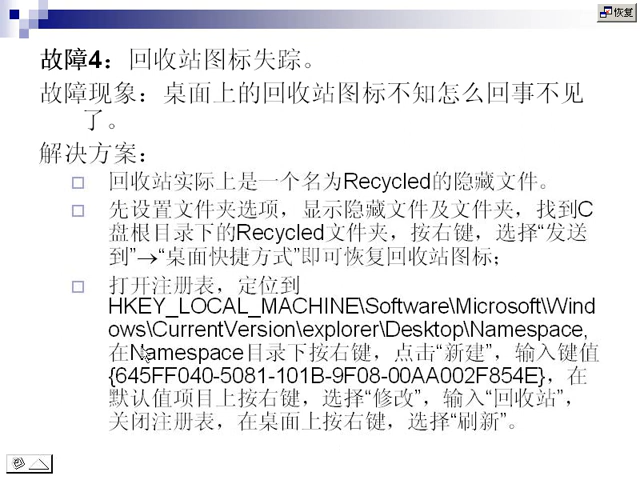 恢复
故障4：回收站图标失踪。
故障现象：桌面上的回收站图标不知怎么回事不见
了。
解决方案：
回收站实际上是一个名为Recycled的隐藏文件。
先设置文件夹选项，显示隐藏文件及文件夹，找到C
盘根目录下的Recycled文件夹，按右键，选择“发送
到”→“桌面快捷方式”即可恢复回收站图标；
打开注册表，定位到
HKEY_LOCAL_MACHINE\Software\Microsoft\Wind
ows\CurrentVersion\explorer\Desktop\Namespace,
在Namespace目录下按右键，点击“新建”，输入键值
{645FF040-5081-101B-9F08-00AA002F854E}，在
默认值项目上按右键，选择“修改”，输入“回收站”，
关闭注册表，在桌面上按右键，选择“刷新”。